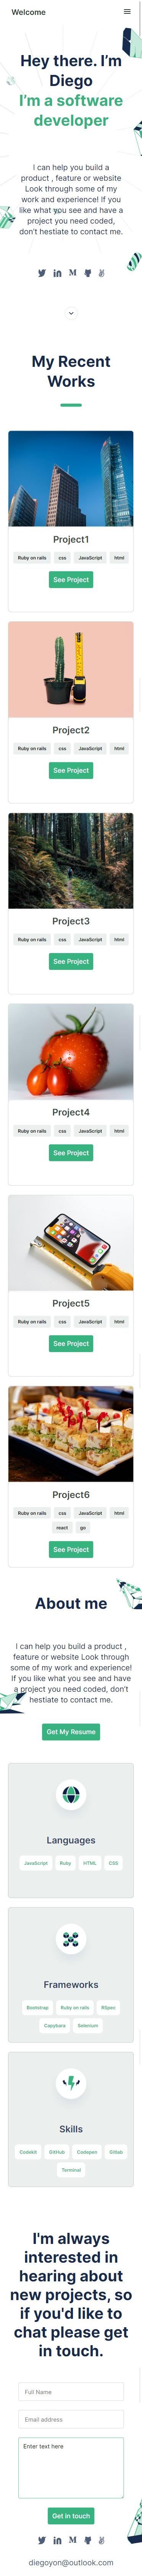 Welcome
Hey there. I’m
Diego
I’m a software
developer
I can help you build a
product , feature or website
Look through some of my
work and experience! If you
like what you see and have a
project you need coded,
don’t hestiate to contact me.
My Recent
Works
Project1
Ruby on rails css JavaScript html
See Project
Project2
Ruby on rails css JavaScript html
See Project
Project3
Ruby on rails css JavaScript html
See Project
Project4
Ruby on rails css JavaScript html
See Project
Project5
Ruby on rails css JavaScript html
See Project
Project6
Ruby on rails css JavaScript html
react go
See Project
About me
I can help you build a product ,
feature or website Look through
some of my work and experience!
If you like what you see and have
a project you need coded, don’t
hestiate to contact me.
Get My Resume
Languages
JavaScript Ruby HTML CSS
Frameworks
Bootstrap Ruby on rails RSpec
Capybara Selenium
Skills
Codekit GitHub Codepen Gitlab
Terminal
I'm always
interested in
hearing about
new projects, so
if you'd like to
chat please get
in touch.
Full Name
Email address
Enter text here
Get in touch
diegoyon@outlook.com